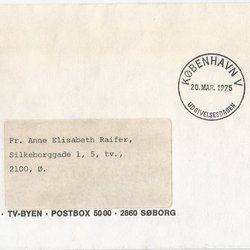 KØBENHAVN V
20. MAR. 1975
UDGIVELSESDAGEN
Fr. Anne Elisabeth Raifer,
Silkeborggade 1, 5, tv.,
2100, Ø.
· TV-BYEN · POSTBOX 5000 · 2860 SØBORG